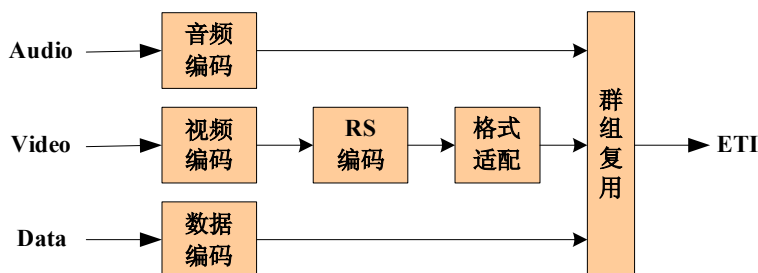 Audio
音频
编码
Video
视频
编码
RS
编码
格式
适配
群
组
复
用
ETI
Data
数据
编码